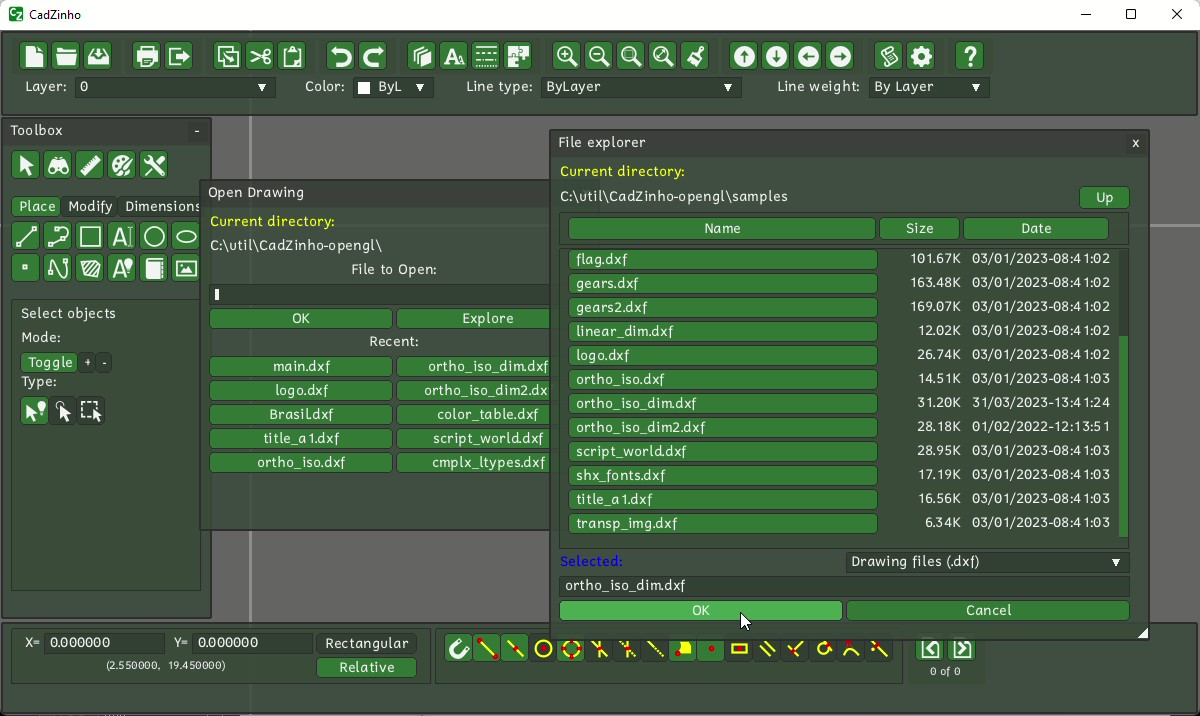 CadZinho
Layer: 0 Color: ByL Line type: ByLayer Line weight: By Layer
Toolbox -
Place Modify Dimensions
Select objects
Mode:
Toggle + -
Type:
Open Drawing
Current directory:
C:\util\CadZinho-opengl\
File to Open:
OK Explore
Recent:
main.dxf ortho_iso_dim.dxf
logo.dxf ortho_iso_dim2.dx
Brasil.dxf color_table.dxf
title_a1.dxf script_world.dxf
ortho_iso.dxf cmplx_ltypes.dxf
File explorer x
Current directory:
C:\util\CadZinho-opengl\samples Up
Name Size Date
flag.dxf 101.67K 03/01/2023-08:41:02
gears.dxf 163.48K 03/01/2023-08:41:02
gears2.dxf 169.07K 03/01/2023-08:41:02
linear_dim.dxf 12.02K 03/01/2023-08:41:02
logo.dxf 26.74K 03/01/2023-08:41:02
ortho_iso.dxf 14.51K 03/01/2023-08:41:03
ortho_iso_dim.dxf 31.20K 31/03/2023-13:41:24
ortho_iso_dim2.dxf 28.18K 01/02/2022-12:13:51
script_world.dxf 28.95K 03/01/2023-08:41:03
shx_fonts.dxf 17.19K 03/01/2023-08:41:03
title_a1.dxf 16.56K 03/01/2023-08:41:03
transp_img.dxf 6.34K 03/01/2023-08:41:03
Selected: Drawing files (.dxf)
ortho_iso_dim.dxf
OK Cancel
X= 0.000000 Y= 0.000000 Rectangular
(2.550000, 19.450000) Relative
0 of 0